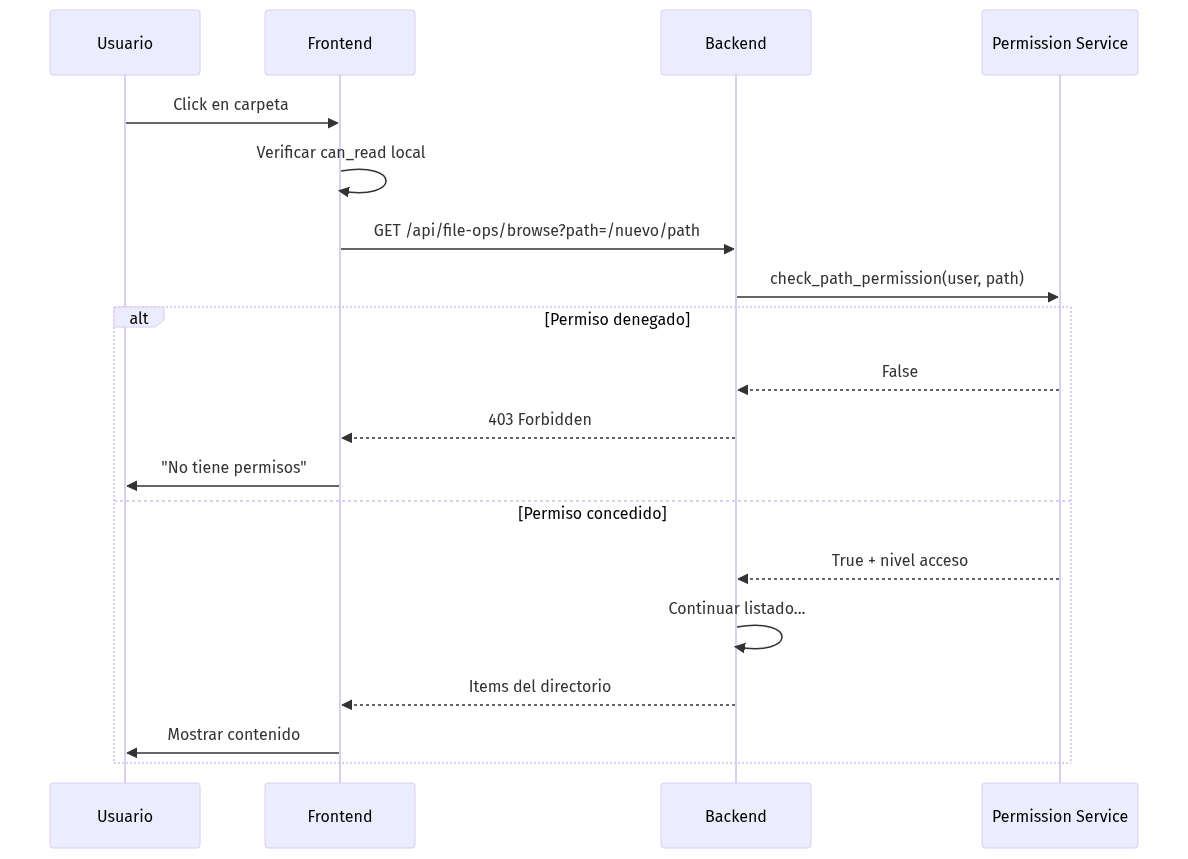 Usuario
Frontend
Backend
Permission Service
Click en carpeta
Verificar can_read local
GET /api/file-ops/browse?path=/nuevo/path
check_path_permission(user, path)
alt
[Permiso denegado]
False
403 Forbidden
"No tiene permisos"
[Permiso concedido]
True + nivel acceso
Continuar listado...
Items del directorio
Mostrar contenido
Usuario
Frontend
Backend
Permission Service